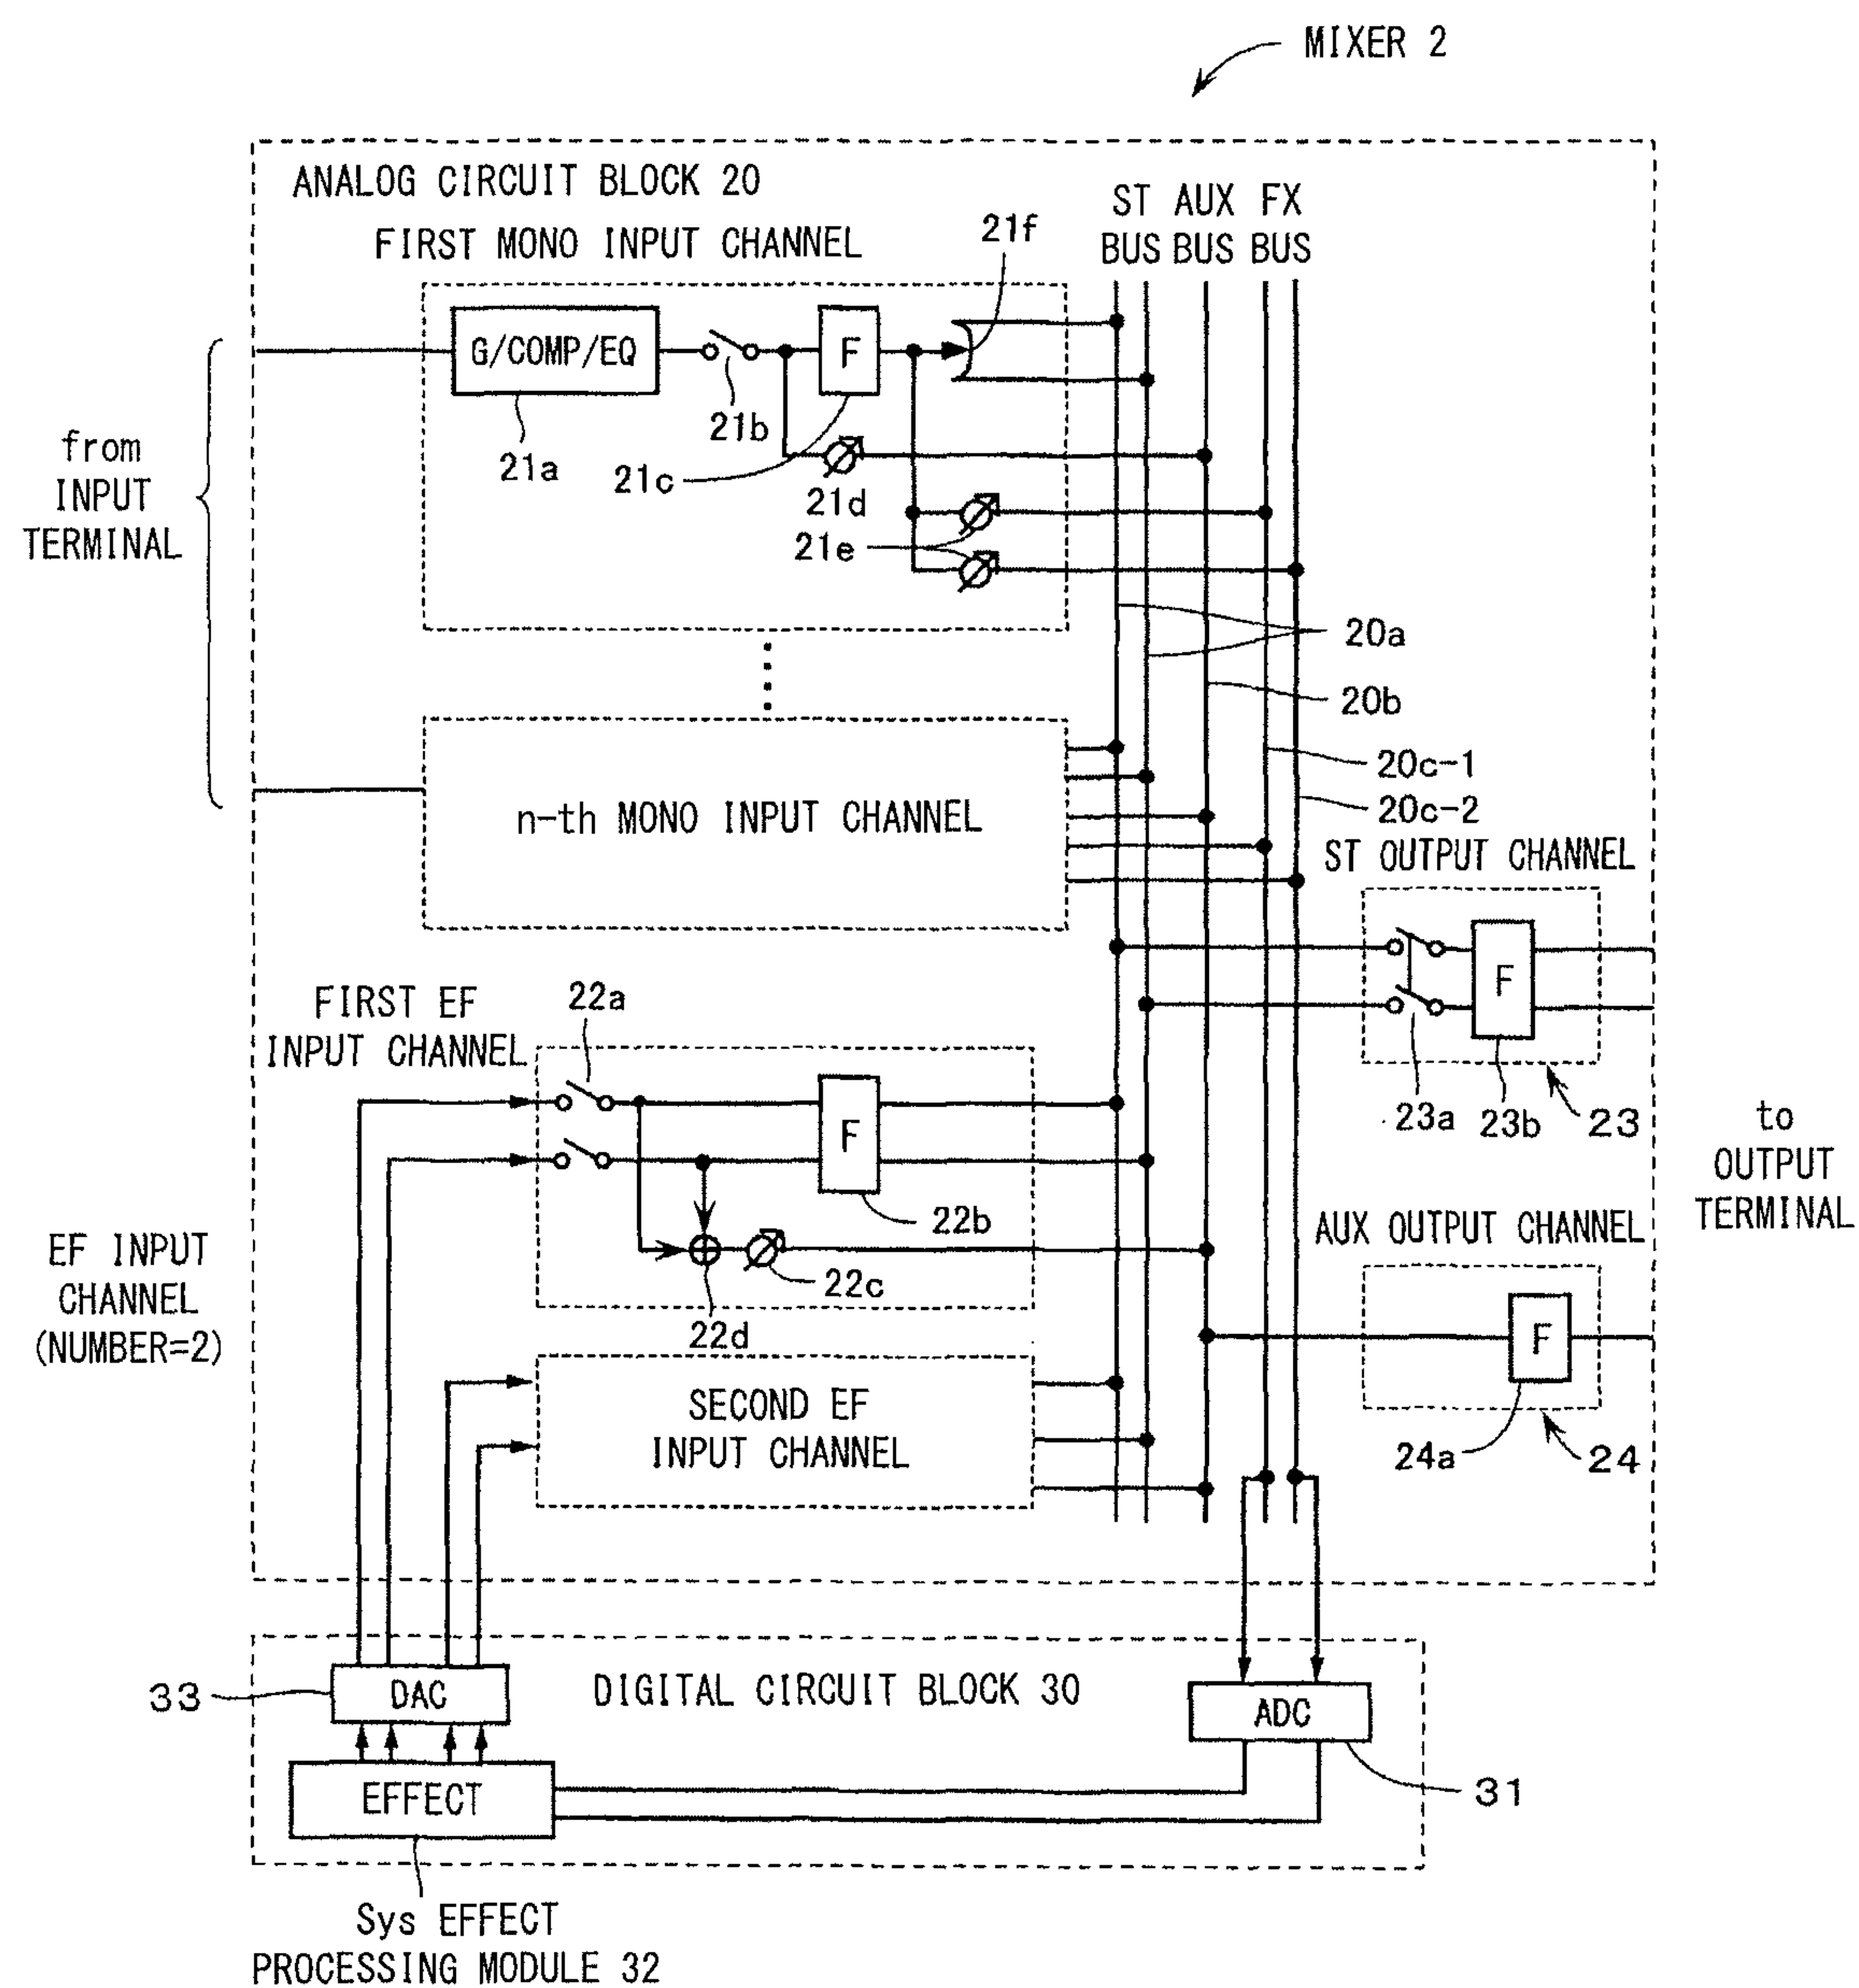 MIXER 2
ANALOG CIRCUIT BLOCK 20
FIRST MONO INPUT CHANNEL
21f
ST AUX FX
BUS BUS BUS
G/COMP/EQ
F
21b
21a
21c
21d
21e
from
INPUT
TERMINAL
20a
20b
20c-1
20c-2
n-th MONO INPUT CHANNEL
ST OUTPUT CHANNEL
F
23a
23b
23
FIRST EF
INPUT CHANNEL
22a
F
22b
22c
22d
to
OUTPUT
TERMINAL
EF INPUT
CHANNEL
(NUMBER=2)
AUX OUTPUT CHANNEL
F
24a
24
SECOND EF
INPUT CHANNEL
33
DAC
DIGITAL CIRCUIT BLOCK 30
ADC
31
EFFECT
Sys EFFECT
PROCESSING MODULE 32